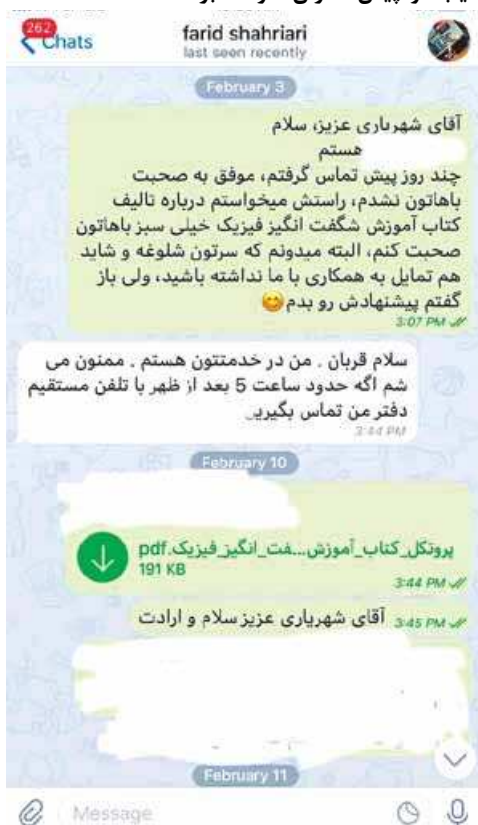 262
Chats
farid shahriari
last seen recently
February 3
آقای شهریاری عزیز، سلام
هستم
چند روز پیش تماس گرفتم، موفق به صحبت
باهاتون نشدم، راستش میخواستم درباره تالیف
کتاب آموزش شگفت انگیز فیزیک خیلی سبز باهاتون
صحبت کنم، البته میدونم که سرتون شلوغه و شاید
هم تمایل به همکاری با ما نداشته باشید، ولی باز
گفتم پیشنهادش رو بدم😊
3:07 PM
سلام قربان . من در خدمتتون هستم . ممنون می
شم اگه حدود ساعت 5 بعد از ظهر با تلفن مستقیم
دفتر من تماس بگیرید
3:44 PM
February 10
پروتکل_کتاب_آموزش...فت_انگیز_فیزیک.pdf
191 KB
3:44 PM
آقای شهریاری عزیز سلام و ارادت
3:45 PM
February 11
Message